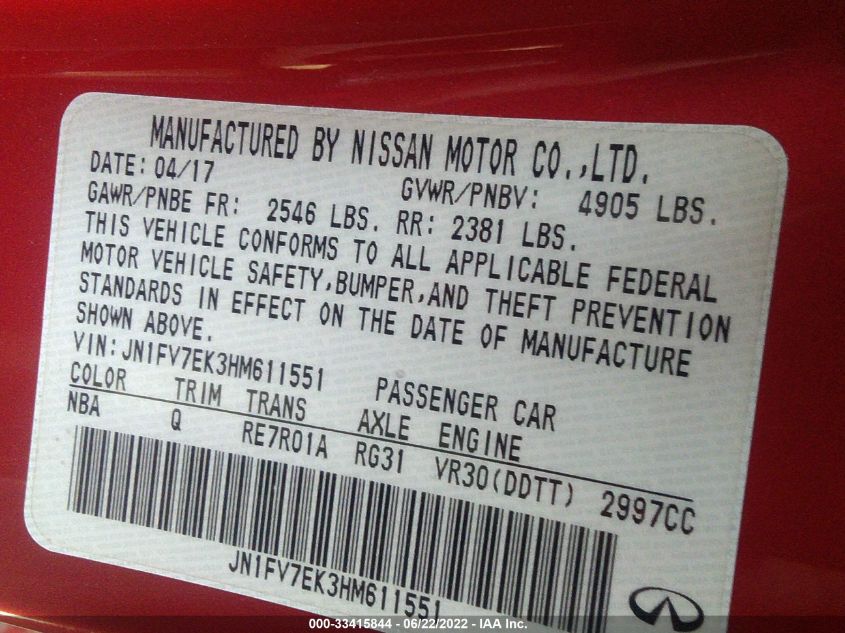 MANUFACTURED BY NISSAN MOTOR CO.,LTD.
DATE: 04/17 GVWR/PNBV: 4905 LBS.
GAWR/PNBE FR: 2546 LBS. RR: 2381 LBS.
THIS VEHICLE CONFORMS TO ALL APPLICABLE FEDERAL
MOTOR VEHICLE SAFETY,BUMPER,AND THEFT PREVENTION
STANDARDS IN EFFECT ON THE DATE OF MANUFACTURE
SHOWN ABOVE.
VIN: JN1FV7EK3HM611551 PASSENGER CAR
COLOR TRIM TRANS AXLE ENGINE
NBA Q RE7R01A RG31 VR30(DDTT) 2997CC
JN1FV7EK3HM611551
000-33415844 - 06/22/2022 - IAA Inc.